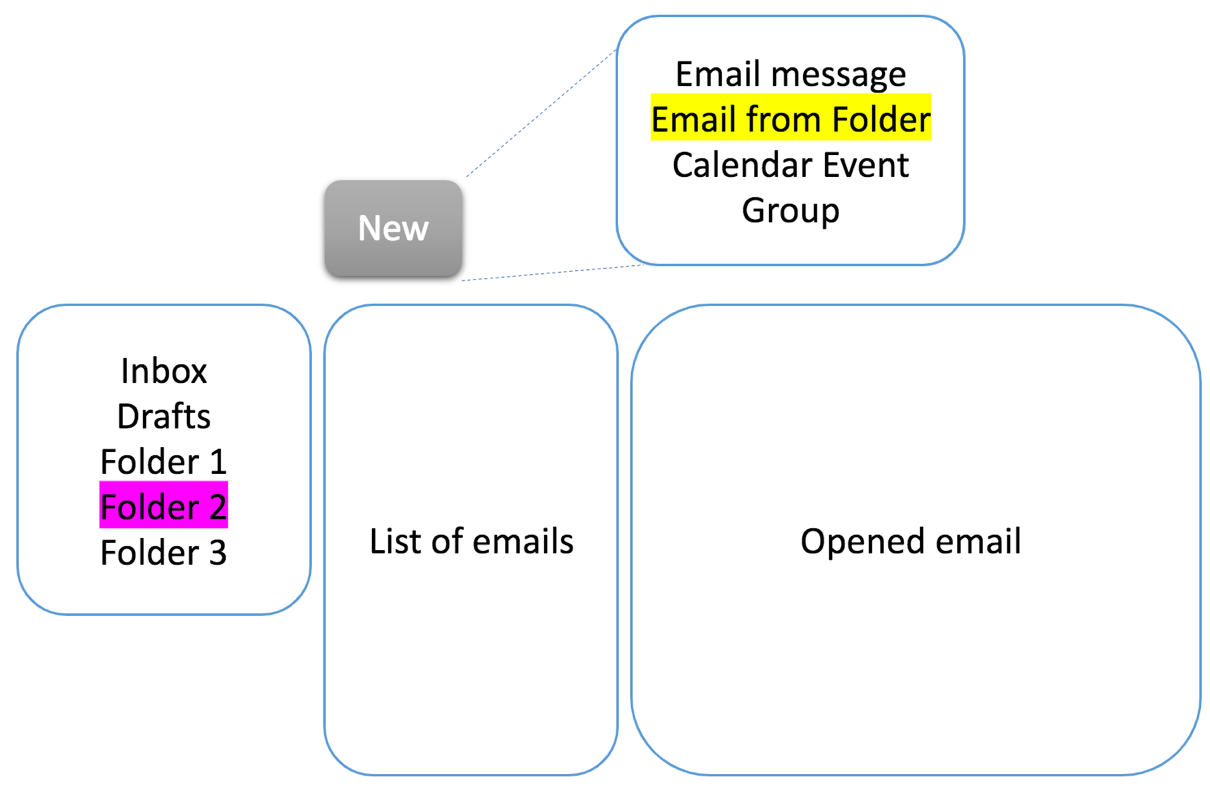 Email message
Email from Folder
Calendar Event
Group
New
Inbox
Drafts
Folder 1
Folder 2
Folder 3
List of emails
Opened email